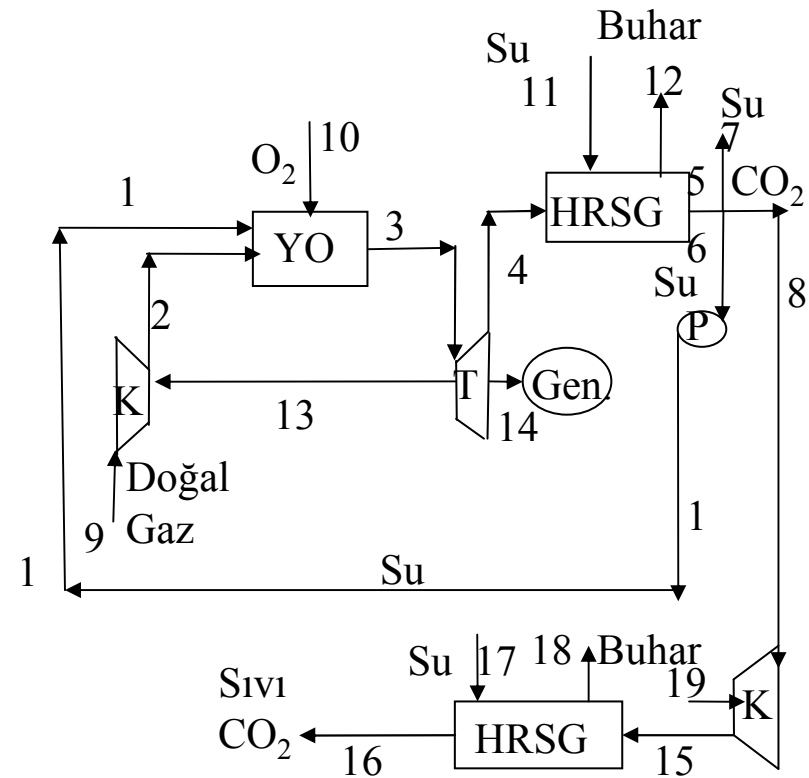 Su
11
Buhar
12
Su
7
10
O2
1
YO
3
HRSG
5
CO2
6
4
Su
P
8
2
K
13
T
Gen.
14
Doğal
Gaz
9
1
1
Su
Su
17
18
Buhar
19
K
Sıvı
CO2
HRSG
16
15